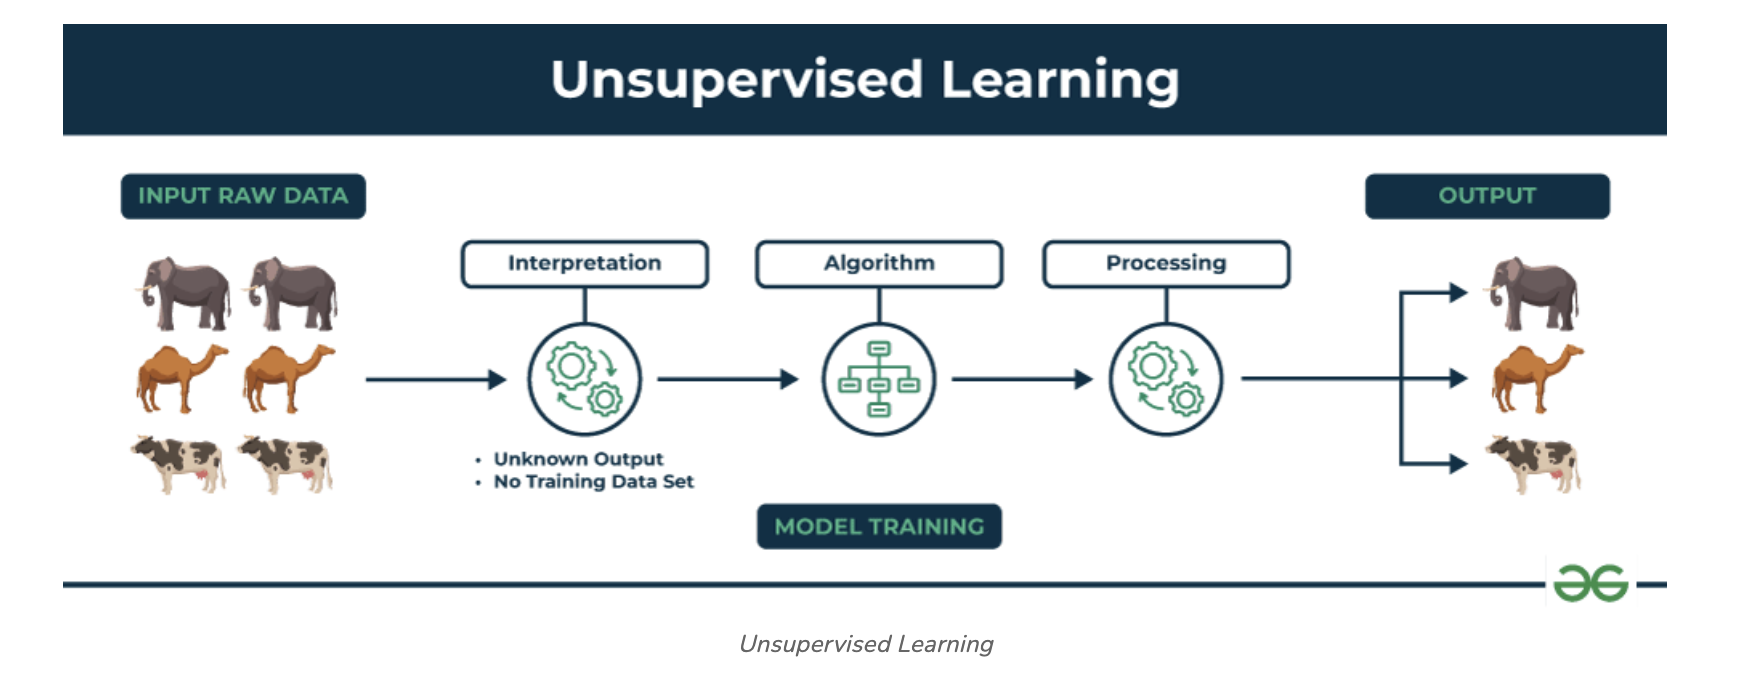 Unsupervised Learning
INPUT RAW DATA
OUTPUT
Interpretation
Algorithm
Processing
• Unknown Output
• No Training Data Set
MODEL TRAINING
Unsupervised Learning